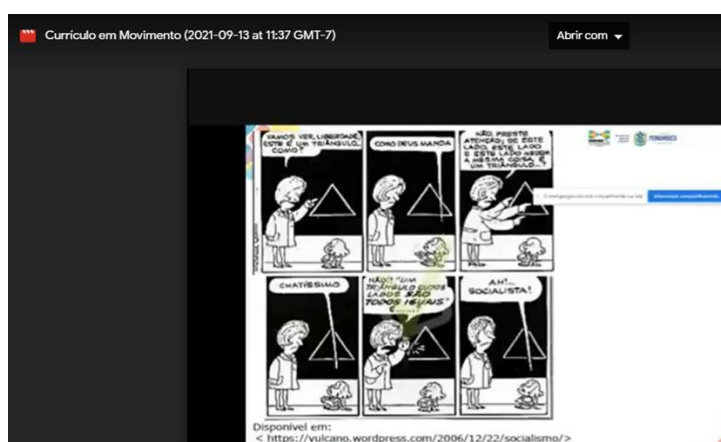 Currículo em Movimento (2021-09-13 at 11:37 GMT-7)
Abrir com
VAMOS VER, LIBERDADE,
ESTE É UM TRIÂNGULO...
COMO?
COMO DEUS MANDA
NÃO, PRESTE
ATENÇÃO; SE ESTE
LADO, ESTE LADO
E ESTE LADO MEDEM
A MESMA COISA, É
UM TRIÂNGULO...?
PERNAMBUCO
CHATÍSSIMO
NÃO!! "UM
TRIÂNGULO CUJOS
LADOS SÃO
TODOS IGUAIS"
É
AH!...
SOCIALISTA!
Disponível em:
< https://vulcano.wordpress.com/2006/12/22/socialismo/>